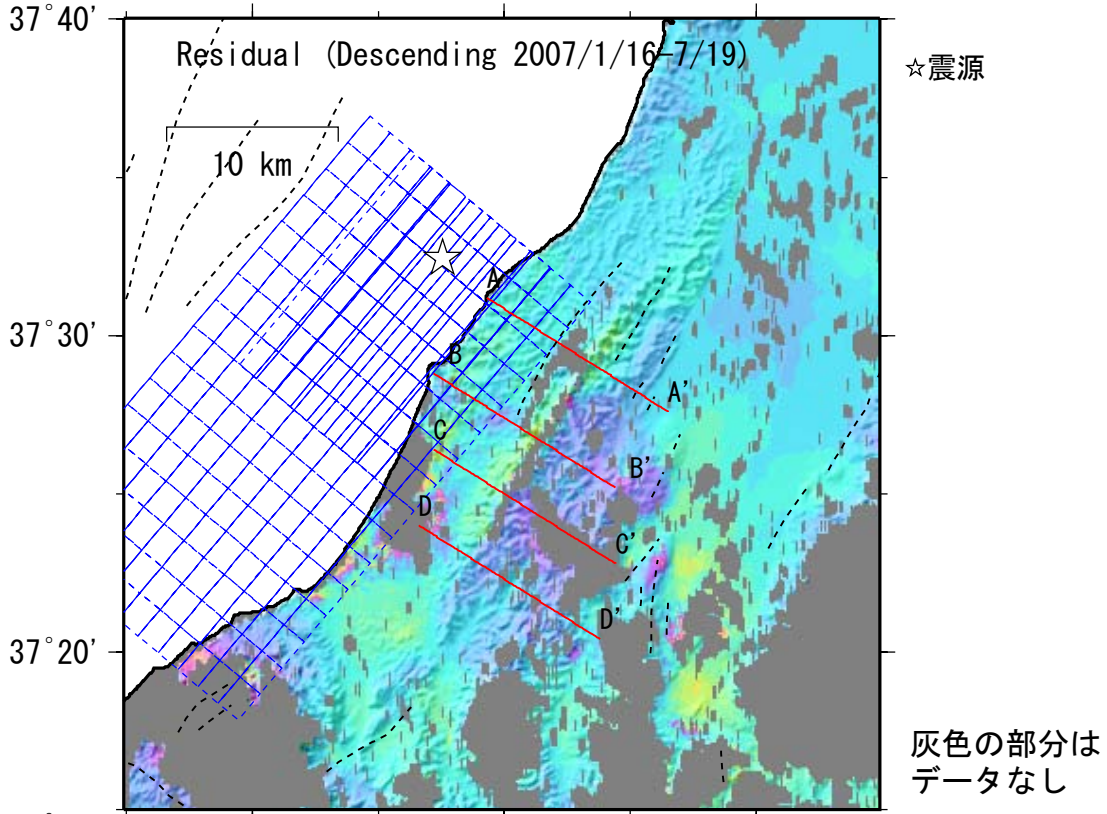 37°40'
Residual (Descending 2007/1/16-7/19)
☆震源
10 km
A
37°30'
B
A'
C
B'
D
C'
D'
37°20'
灰色の部分は
データなし